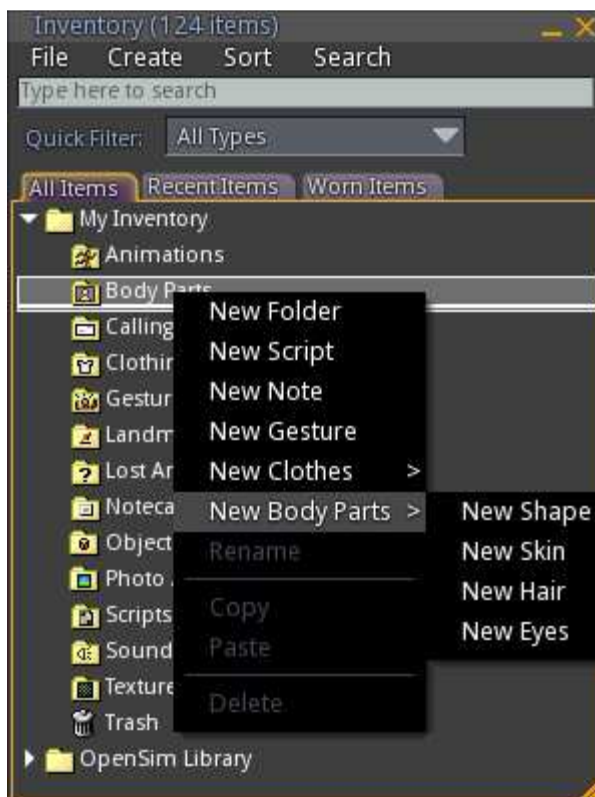 Inventory (124 items)
File Create Sort Search
Type here to search
Quick Filter: All Types
All Items Recent Items Worn Items
My Inventory
Animations
Body Parts
New Folder
Calling
New Script
Clothin
New Note
Gestur
New Gesture
Landm
New Clothes >
Lost An
New Body Parts > New Shape
Noteca
Rename New Skin
Object
New Hair
Photo
Copy New Eyes
Scripts
Paste
Sound
Texture
Delete
Trash
OpenSim Library